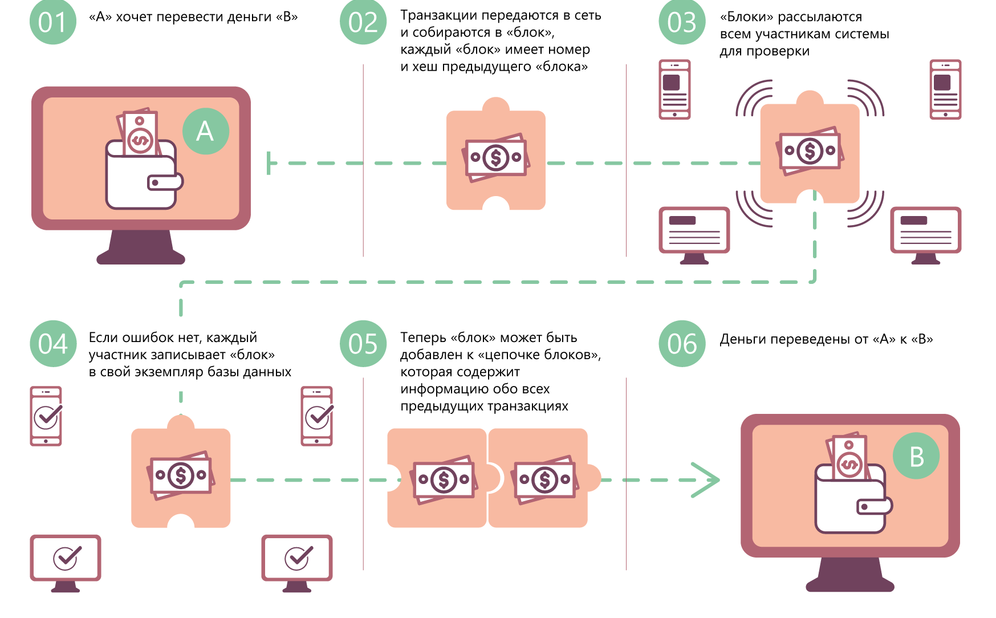 01
«А» хочет перевести деньги «В»
A
02
Транзакции передаются в сеть
и собираются в «блок»,
каждый «блок» имеет номер
и хеш предыдущего «блока»
$
$
03
«Блоки» рассылаются
всем участникам системы
для проверки
$
04
Если ошибок нет, каждый
участник записывает «блок»
в свой экземпляр базы данных
$
05
Теперь «блок» может быть
добавлен к «цепочке блоков»,
которая содержит
информацию обо всех
предыдущих транзакциях
$
$
06
Деньги переведены от «А» к «В»
B
$